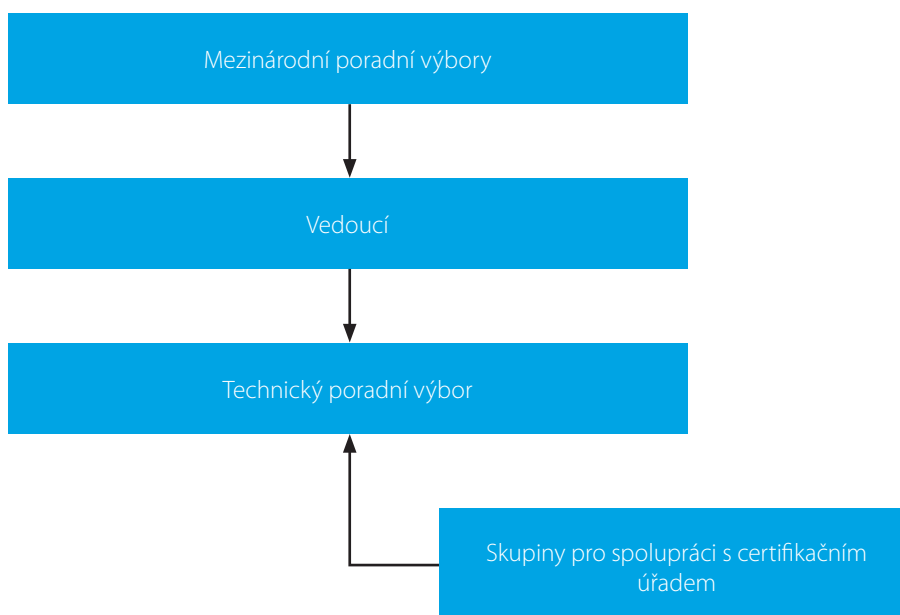 Mezinárodní poradní výbory
Vedoucí
Technický poradní výbor
Skupiny pro spolupráci s certifikačním
úřadem